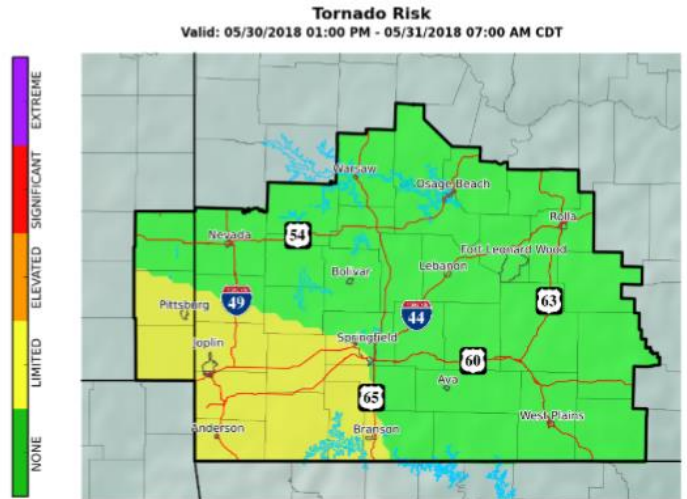 Tornado Risk
Valid: 05/30/2018 01:00 PM - 05/31/2018 07:00 AM CDT
EXTREME
SIGNIFICANT
ELEVATED
LIMITED
NONE
Warsaw
Osage Beach
Rolla
Nevada
54
Fort Leonard Wood
Bolivar
Lebanon
Pittsburg
49
44
63
Joplin
Springfield
60
Ava
65
Anderson
Branson
West Plains